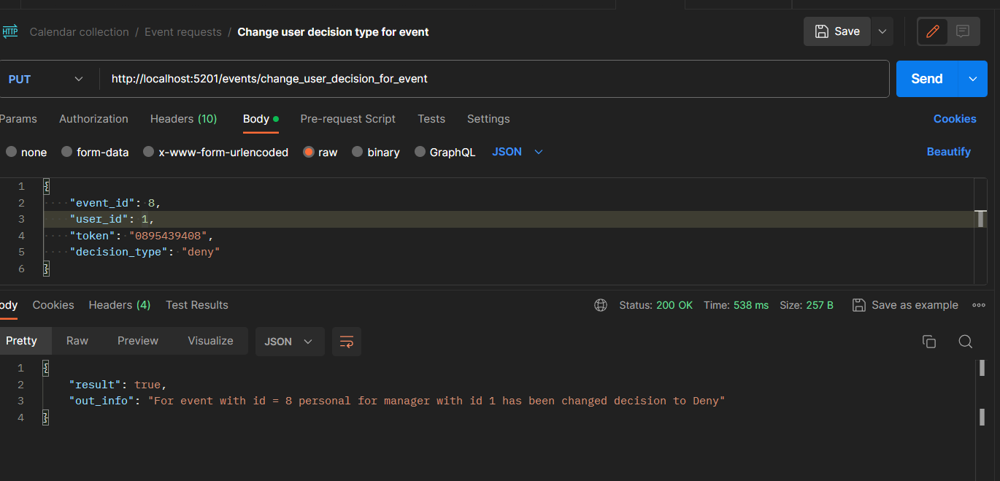 HTTP Calendar collection / Event requests / Change user decision type for event Save
PUT http://localhost:5201/events/change_user_decision_for_event Send
Params Authorization Headers (10) Body Pre-request Script Tests Settings Cookies
none form-data x-www-form-urlencoded raw binary GraphQL JSON Beautify
1 {
2 "event_id": 8,
3 "user_id": 1,
4 "token": "0895439408",
5 "decision_type": "deny"
6 }
ody Cookies Headers (4) Test Results Status: 200 OK Time: 538 ms Size: 257 B Save as example
Pretty Raw Preview Visualize JSON
1 {
2 "result": true,
3 "out_info": "For event with id = 8 personal for manager with id 1 has been changed decision to Deny"
4 }